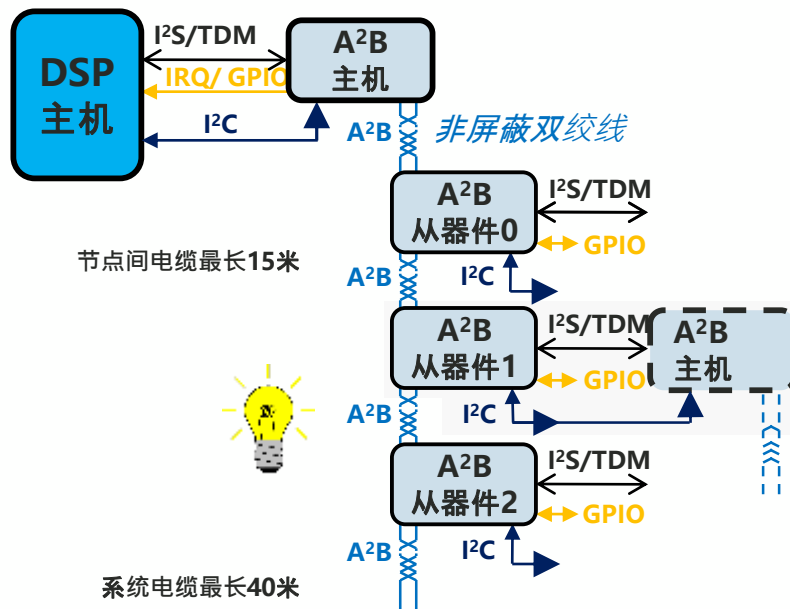 DSP
主机
I²S/TDM
IRQ/ GPIO
I²C
A²B
主机
A²B
非屏蔽双绞线
A²B
从器件0
I²S/TDM
GPIO
I²C
节点间电缆最长15米
A²B
A²B
从器件1
I²S/TDM
GPIO
I²C
A²B
主机
A²B
A²B
从器件2
I²S/TDM
GPIO
I²C
A²B
系统电缆最长40米